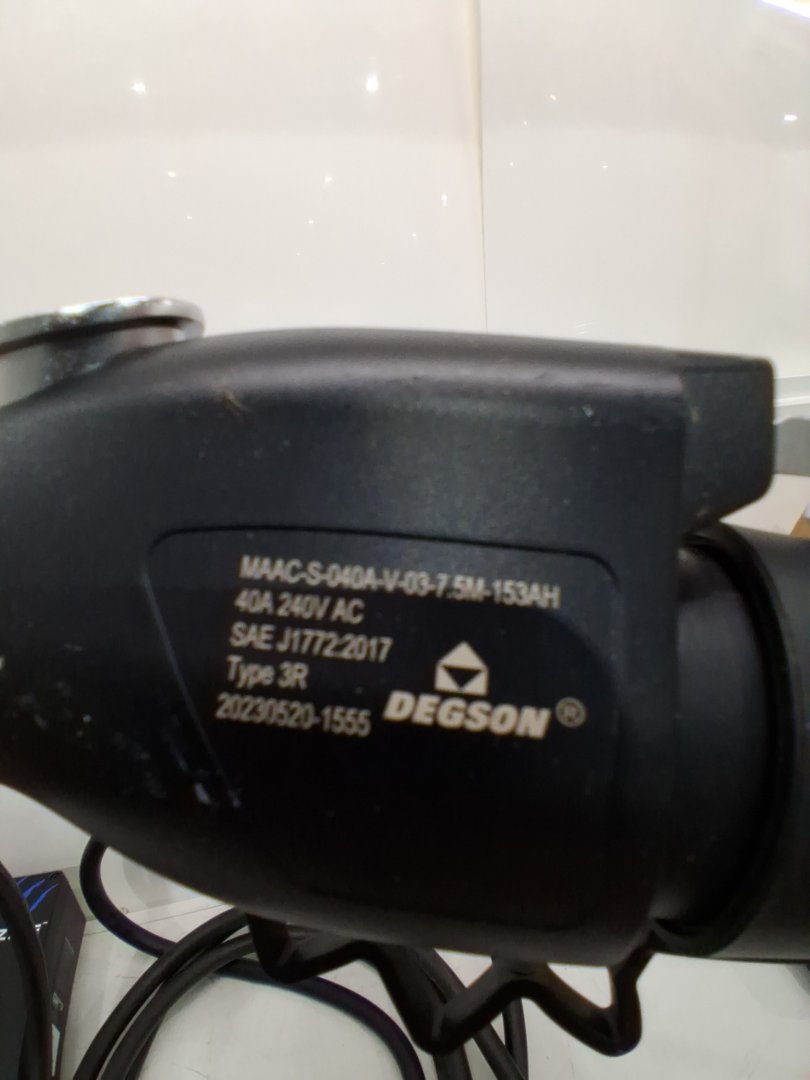 MAAC-S-040A-V-03-7.5M-153AH
40A 240V AC
SAE J1772:2017
Type 3R
20230520-1555
DEGSON ®